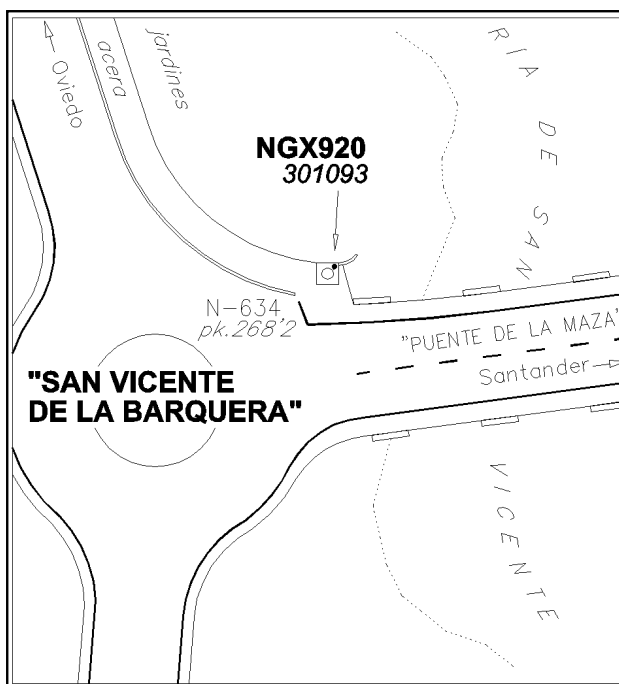 Oviedo
acera
jardines
RIA DE SAN
VICENTE
NGX920
301093
N-634
pk.268'2
"PUENTE DE LA MAZA"
Santander
"SAN VICENTE
DE LA BARQUERA"